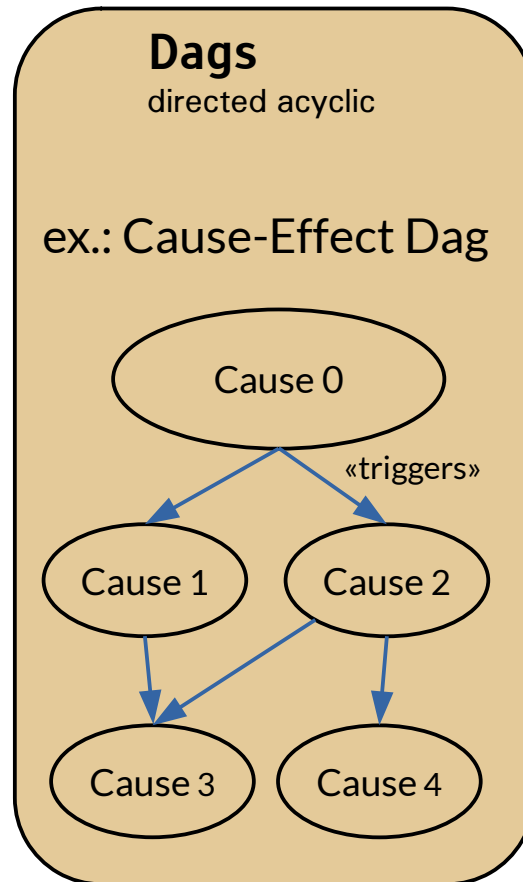 Dags
directed acyclic
ex.: Cause-Effect Dag
Cause 0
«triggers»
Cause 1
Cause 2
Cause 3
Cause 4